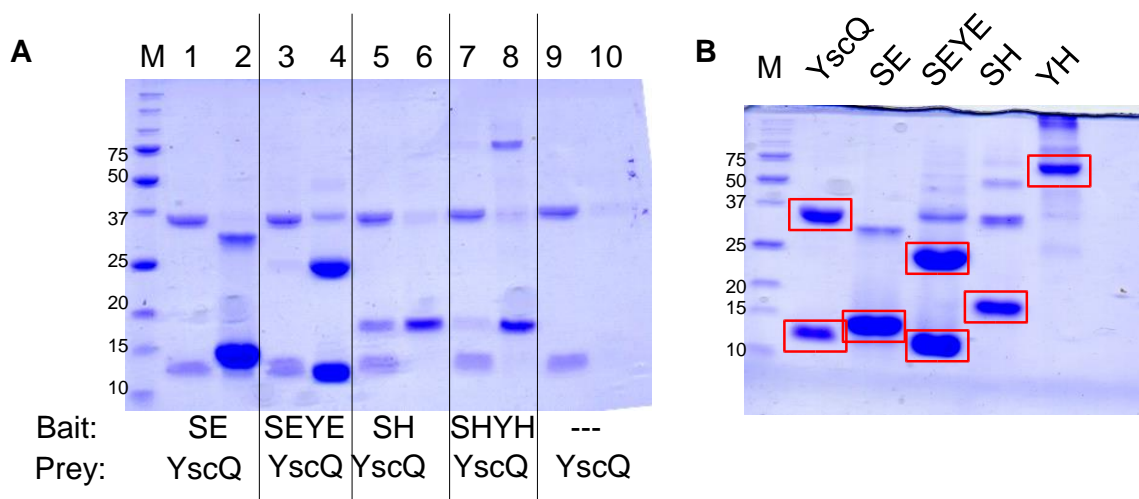 A
M 1 2 3 4 5 6 7 8 9 10
75
50
37
25
20
15
10
Bait: SE SEYE SH SHYH ---
Prey: YscQ YscQ YscQ YscQ YscQ
B
M YscQ SE SEYE SH YH
75
50
37
25
20
15
10